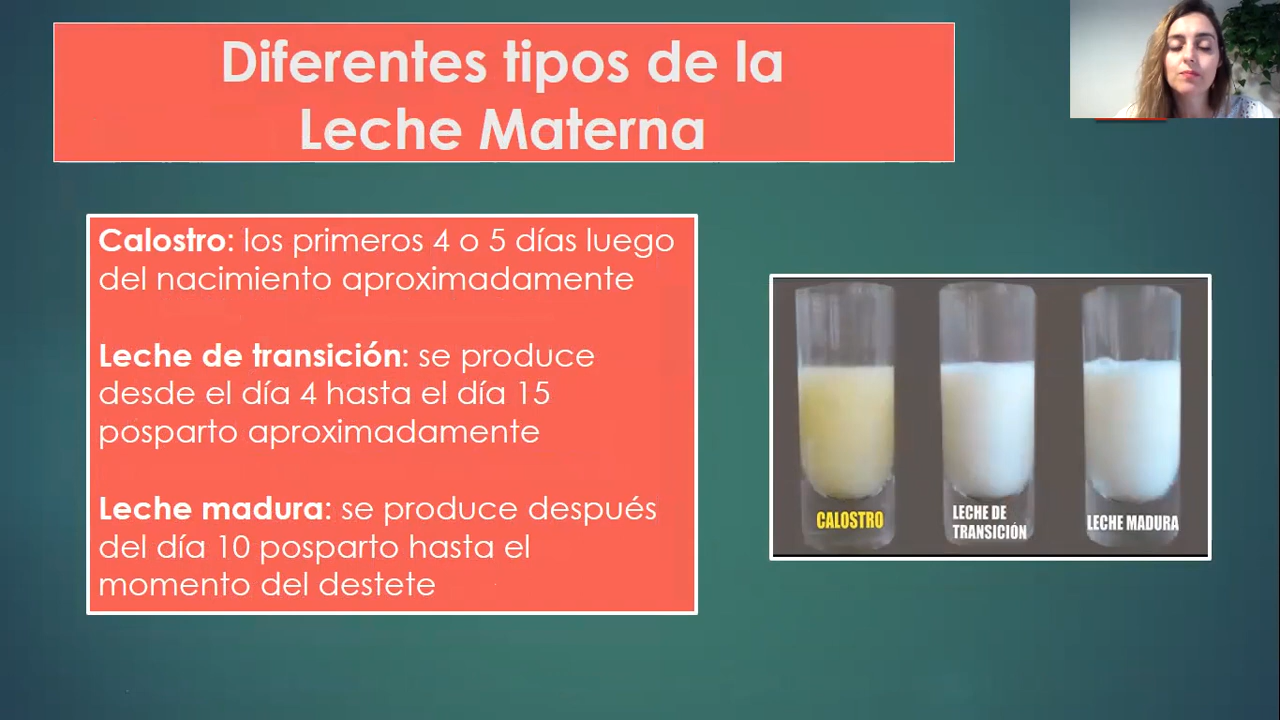 Diferentes tipos de la
Leche Materna
Calostro: los primeros 4 o 5 días luego
del nacimiento aproximadamente
Leche de transición: se produce
desde el día 4 hasta el día 15
posparto aproximadamente
Leche madura: se produce después
del día 10 posparto hasta el
momento del destete
CALOSTRO
LECHE DE
TRANSICIÓN
LECHE MADURA